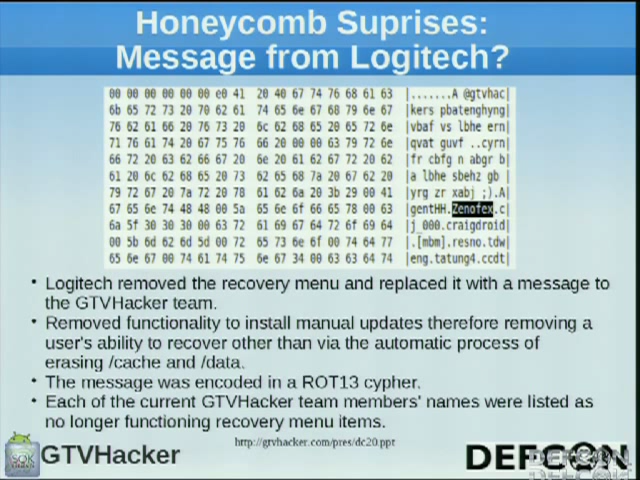 Honeycomb Suprises:
Message from Logitech?
00 00 00 00 00 00 e0 41 20 40 67 74 76 68 61 63 |.......A @gtvhac|
6b 65 72 73 20 70 62 61 74 65 6e 67 68 79 6e 67 |kers pbatenghyng|
76 62 61 66 20 76 73 20 6c 62 68 65 20 65 72 6e |vbaf vs lbhe ern|
71 76 61 74 20 67 75 76 66 20 00 00 63 79 72 6e |qvat guvf ..cyrn|
66 72 20 63 62 66 67 20 6e 20 61 62 67 72 20 62 |fr cbfg n abgr b|
61 20 6c 62 68 65 20 73 62 65 68 7a 20 67 62 20 |a lbhe sbehz gb |
79 72 67 20 7a 72 20 78 61 62 6a 20 3b 29 00 41 |yrg zr xabj ;).A|
67 65 6e 74 48 48 00 5a 65 6e 6f 66 65 78 00 63 |gentHH.Zenofex.c|
6a 5f 30 30 30 00 63 72 61 69 67 64 72 6f 69 64 |j_000.craigdroid|
00 5b 6d 62 6d 5d 00 72 65 73 6e 6f 00 74 64 77 |.[mbm].resno.tdw|
65 6e 67 00 74 61 74 75 6e 67 34 00 63 63 64 74 |eng.tatung4.ccdt|
• Logitech removed the recovery menu and replaced it with a message to
the GTVHacker team.
• Removed functionality to install manual updates therefore removing a
user's ability to recover other than via the automatic process of
erasing /cache and /data.
• The message was encoded in a ROT13 cypher.
• Each of the current GTVHacker team members' names were listed as
no longer functioning recovery menu items.
GTVHacker
http://gtvhacker.com/pres/dc20.ppt
DEFCON
DEFCON